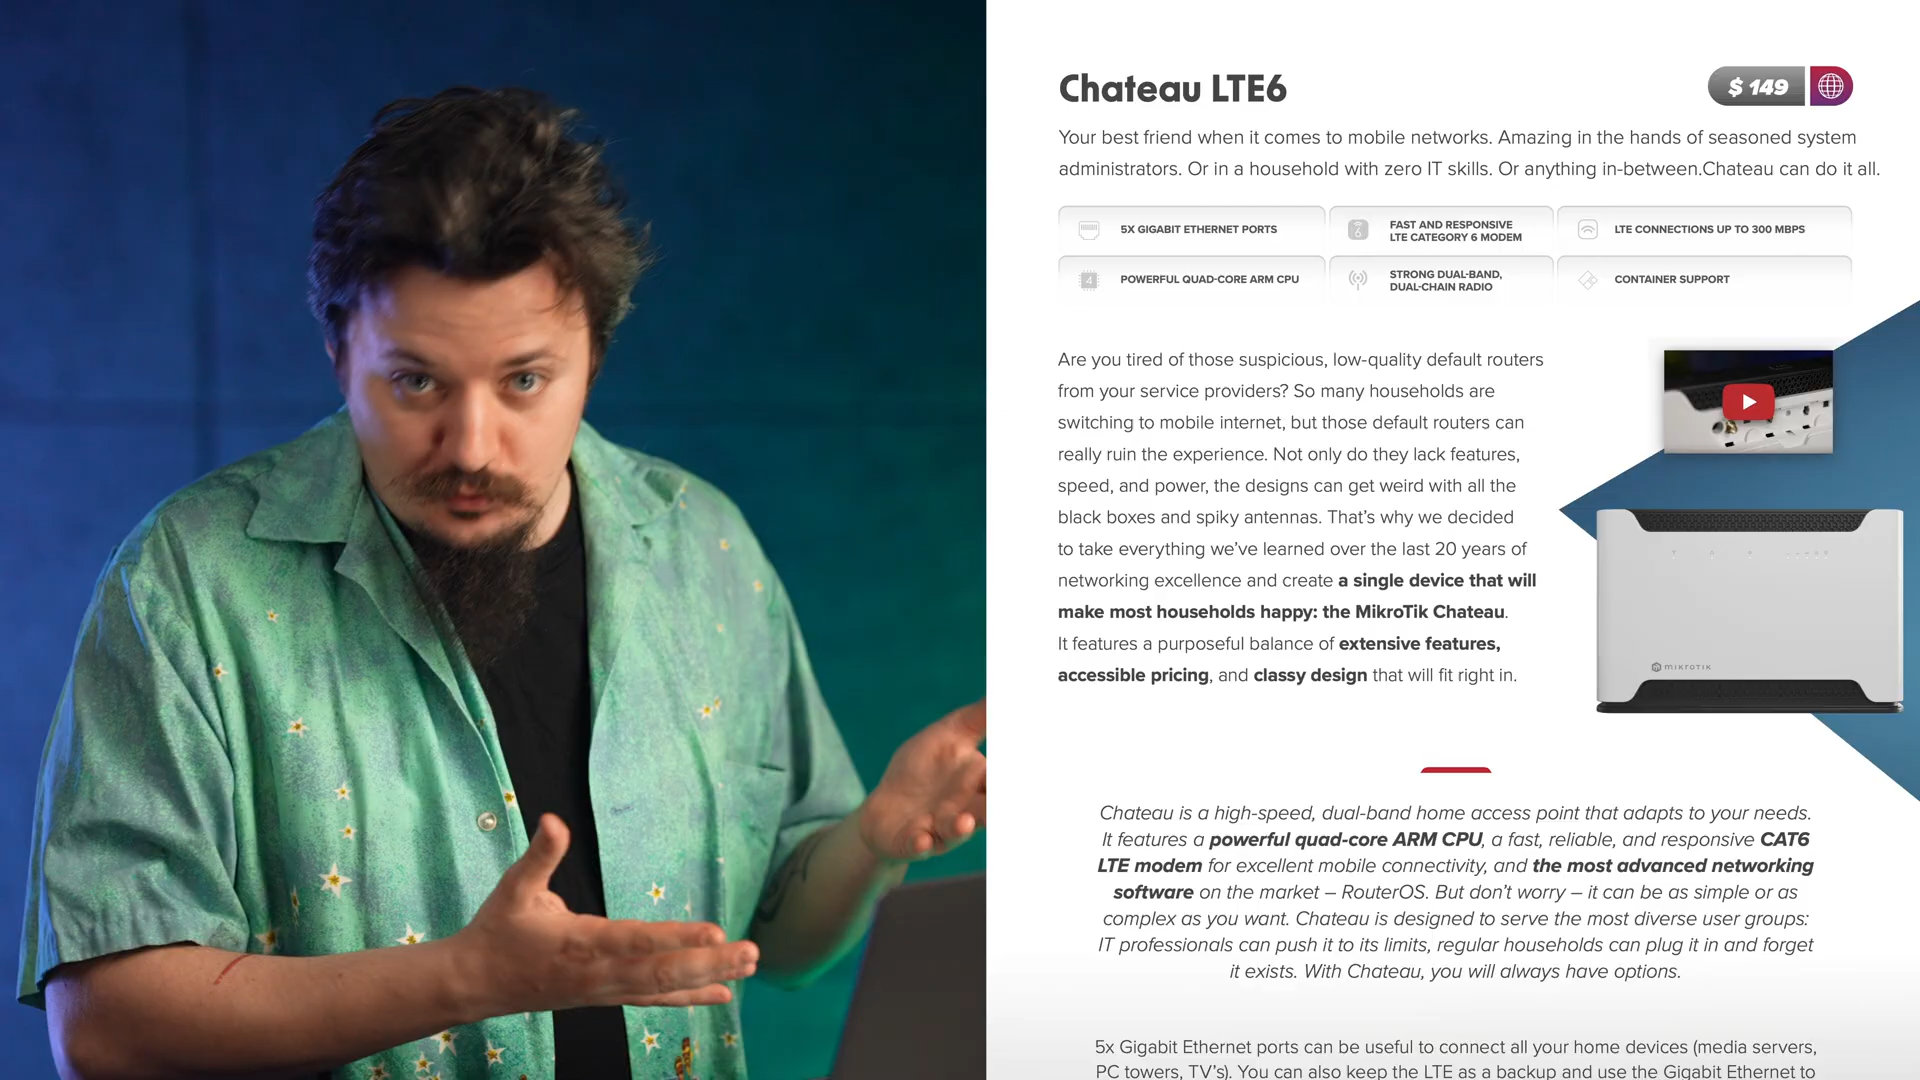 Chateau LTE6
$ 149
Your best friend when it comes to mobile networks. Amazing in the hands of seasoned system
administrators. Or in a household with zero IT skills. Or anything in-between.Chateau can do it all.
5X GIGABIT ETHERNET PORTS
6
FAST AND RESPONSIVE
LTE CATEGORY 6 MODEM
LTE CONNECTIONS UP TO 300 MBPS
4
POWERFUL QUAD-CORE ARM CPU
STRONG DUAL-BAND,
DUAL-CHAIN RADIO
CONTAINER SUPPORT
Are you tired of those suspicious, low-quality default routers
from your service providers? So many households are
switching to mobile internet, but those default routers can
really ruin the experience. Not only do they lack features,
speed, and power, the designs can get weird with all the
black boxes and spiky antennas. That’s why we decided
to take everything we’ve learned over the last 20 years of
networking excellence and create a single device that will
make most households happy: the MikroTik Chateau.
It features a purposeful balance of extensive features,
accessible pricing, and classy design that will fit right in.
MIKROTIK
Chateau is a high-speed, dual-band home access point that adapts to your needs.
It features a powerful quad-core ARM CPU, a fast, reliable, and responsive CAT6
LTE modem for excellent mobile connectivity, and the most advanced networking
software on the market – RouterOS. But don’t worry – it can be as simple or as
complex as you want. Chateau is designed to serve the most diverse user groups:
IT professionals can push it to its limits, regular households can plug it in and forget
it exists. With Chateau, you will always have options.
5x Gigabit Ethernet ports can be useful to connect all your home devices (media servers,
PC towers, TV’s). You can also keep the LTE as a backup and use the Gigabit Ethernet to